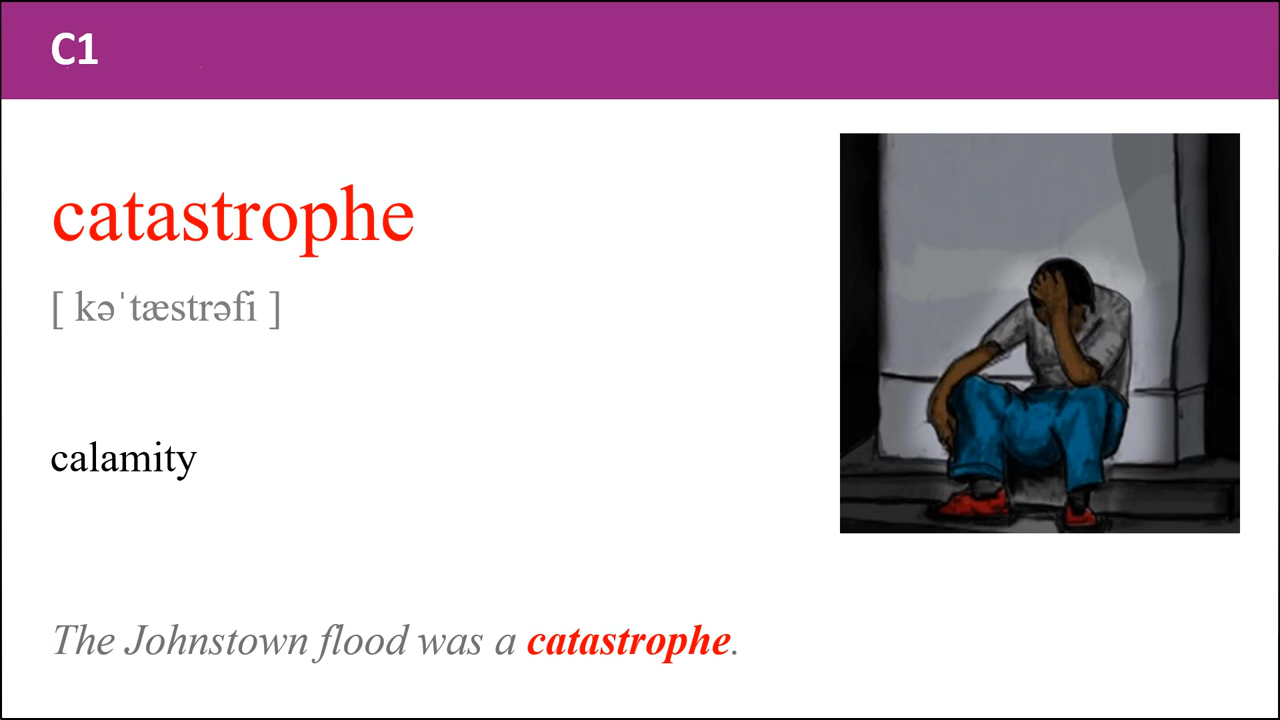 C1
catastrophe
[ kəˈtæstrəfi ]
calamity
The Johnstown flood was a catastrophe.